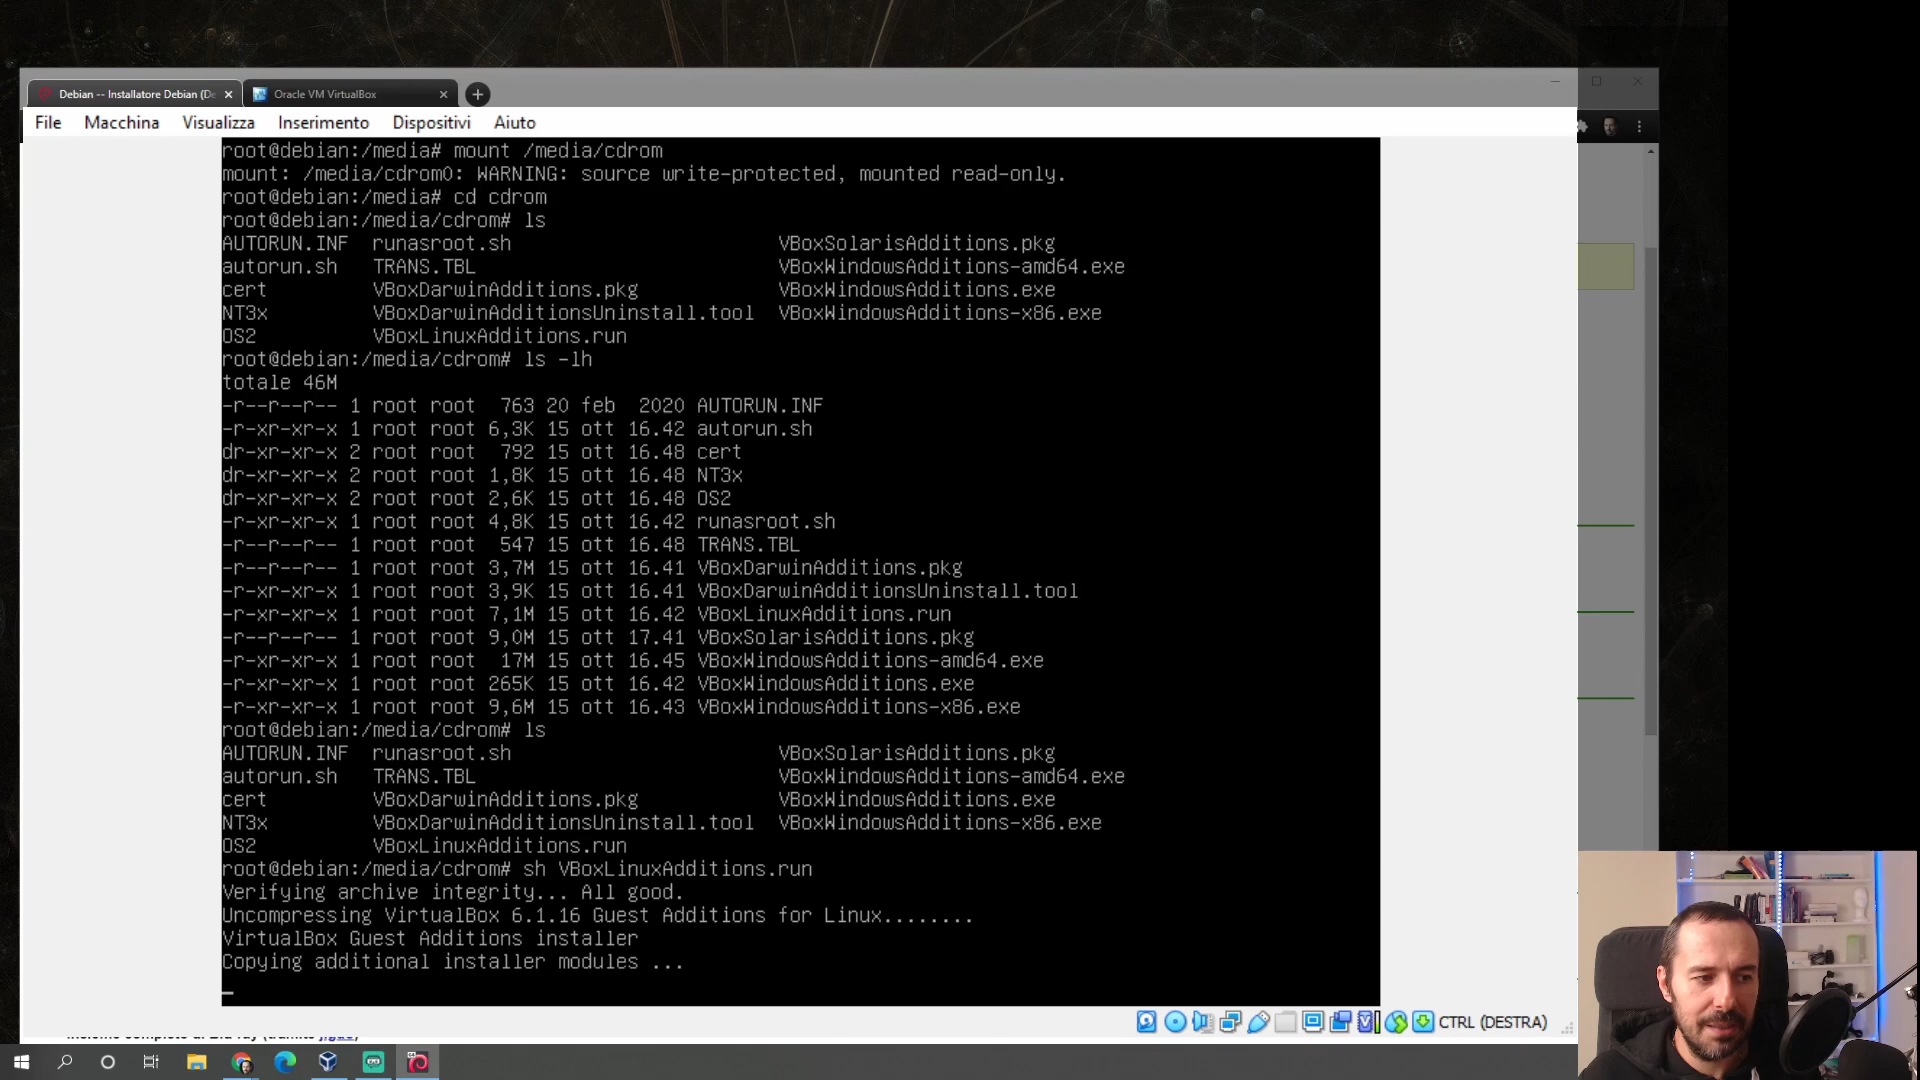 Debian -- Installatore Debian (De
Oracle VM VirtualBox
File Macchina Visualizza Inserimento Dispositivi Aiuto
root@debian:/media# mount /media/cdrom
mount: /media/cdrom0: WARNING: source write-protected, mounted read-only.
root@debian:/media# cd cdrom
root@debian:/media/cdrom# ls
AUTORUN.INF runasroot.sh VBoxSolarisAdditions.pkg
autorun.sh TRANS.TBL VBoxWindowsAdditions-amd64.exe
cert VBoxDarwinAdditions.pkg VBoxWindowsAdditions.exe
NT3x VBoxDarwinAdditionsUninstall.tool VBoxWindowsAdditions-x86.exe
OS2 VBoxLinuxAdditions.run
root@debian:/media/cdrom# ls -lh
totale 46M
-r--r--r-- 1 root root 763 20 feb 2020 AUTORUN.INF
-r-xr-xr-x 1 root root 6,3K 15 ott 16.42 autorun.sh
dr-xr-xr-x 2 root root 792 15 ott 16.48 cert
dr-xr-xr-x 2 root root 1,8K 15 ott 16.48 NT3x
dr-xr-xr-x 2 root root 2,6K 15 ott 16.48 OS2
-r-xr-xr-x 1 root root 4,8K 15 ott 16.42 runasroot.sh
-r--r--r-- 1 root root 547 15 ott 16.48 TRANS.TBL
-r--r--r-- 1 root root 3,7M 15 ott 16.41 VBoxDarwinAdditions.pkg
-r-xr-xr-x 1 root root 3,9K 15 ott 16.41 VBoxDarwinAdditionsUninstall.tool
-r-xr-xr-x 1 root root 7,1M 15 ott 16.42 VBoxLinuxAdditions.run
-r--r--r-- 1 root root 9,0M 15 ott 17.41 VBoxSolarisAdditions.pkg
-r-xr-xr-x 1 root root 17M 15 ott 16.45 VBoxWindowsAdditions-amd64.exe
-r-xr-xr-x 1 root root 265K 15 ott 16.42 VBoxWindowsAdditions.exe
-r-xr-xr-x 1 root root 9,6M 15 ott 16.43 VBoxWindowsAdditions-x86.exe
root@debian:/media/cdrom# ls
AUTORUN.INF runasroot.sh VBoxSolarisAdditions.pkg
autorun.sh TRANS.TBL VBoxWindowsAdditions-amd64.exe
cert VBoxDarwinAdditions.pkg VBoxWindowsAdditions.exe
NT3x VBoxDarwinAdditionsUninstall.tool VBoxWindowsAdditions-x86.exe
OS2 VBoxLinuxAdditions.run
root@debian:/media/cdrom# sh VBoxLinuxAdditions.run
Verifying archive integrity... All good.
Uncompressing VirtualBox 6.1.16 Guest Additions for Linux........
VirtualBox Guest Additions installer
Copying additional installer modules ...
CTRL (DESTRA)